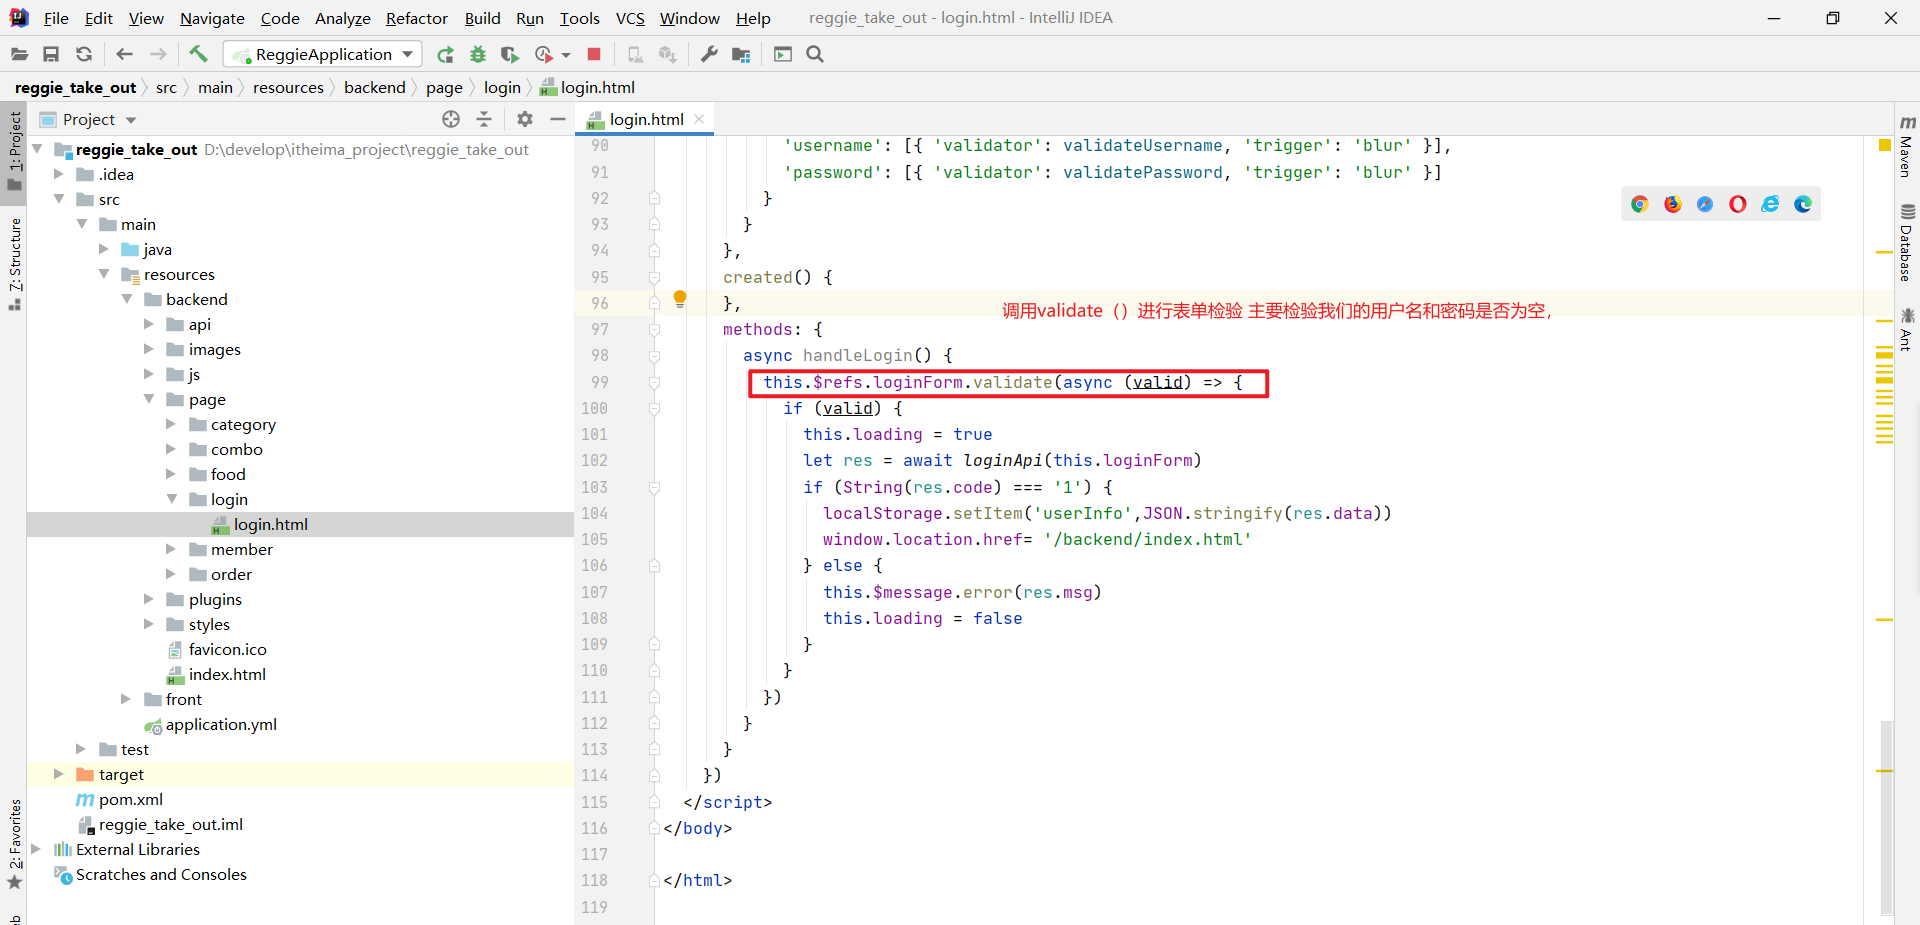 File Edit View Navigate Code Analyze Refactor Build Run Tools VCS Window Help reggie_take_out - login.html - IntelliJ IDEA
ReggieApplication
reggie_take_out src main resources backend page login login.html
1: Project
7: Structure
2: Favorites
Project
reggie_take_out D:\develop\itheima_project\reggie_take_out
.idea
src
main
java
resources
backend
api
images
js
page
category
combo
food
login
login.html
member
order
plugins
styles
favicon.ico
index.html
front
application.yml
test
target
pom.xml
reggie_take_out.iml
External Libraries
Scratches and Consoles
login.html
90 'username': [{ 'validator': validateUsername, 'trigger': 'blur' }],
91 'password': [{ 'validator': validatePassword, 'trigger': 'blur' }]
92 }
93 }
94 },
95 created() {
96 },
调用validate（）进行表单检验 主要检验我们的用户名和密码是否为空，
97 methods: {
98 async handleLogin() {
99 this.$refs.loginForm.validate(async (valid) => {
100 if (valid) {
101 this.loading = true
102 let res = await loginApi(this.loginForm)
103 if (String(res.code) === '1') {
104 localStorage.setItem('userInfo',JSON.stringify(res.data))
105 window.location.href= '/backend/index.html'
106 } else {
107 this.$message.error(res.msg)
108 this.loading = false
109 }
110 }
111 })
112 }
113 }
114 })
115 </script>
116 </body>
117
118 </html>
119
Maven
Database
Ant